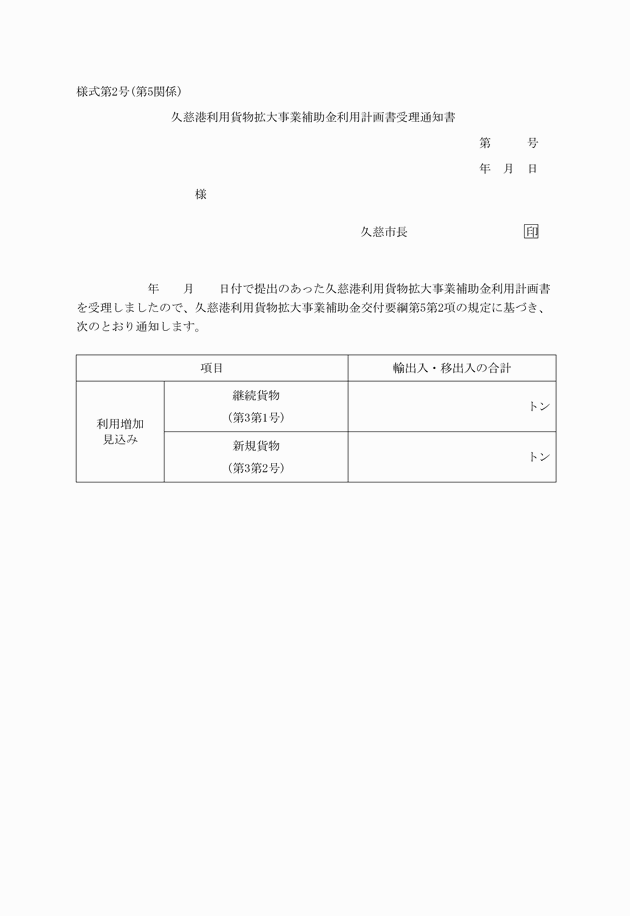 様式第2号(第5関係)
久慈港利用貨物拡大事業補助金利用計画書受理通知書
第　　　号
年　月　日
様
久慈市長　　　　　　　　　　印
年　　月　　日付で提出のあった久慈港利用貨物拡大事業補助金利用計画書
を受理しましたので、久慈港利用貨物拡大事業補助金交付要綱第5第2項の規定に基づき、
次のとおり通知します。
項目　輸出入・移出入の合計
利用増加
見込み
継続貨物
(第3第1号)
トン
新規貨物
(第3第2号)
トン